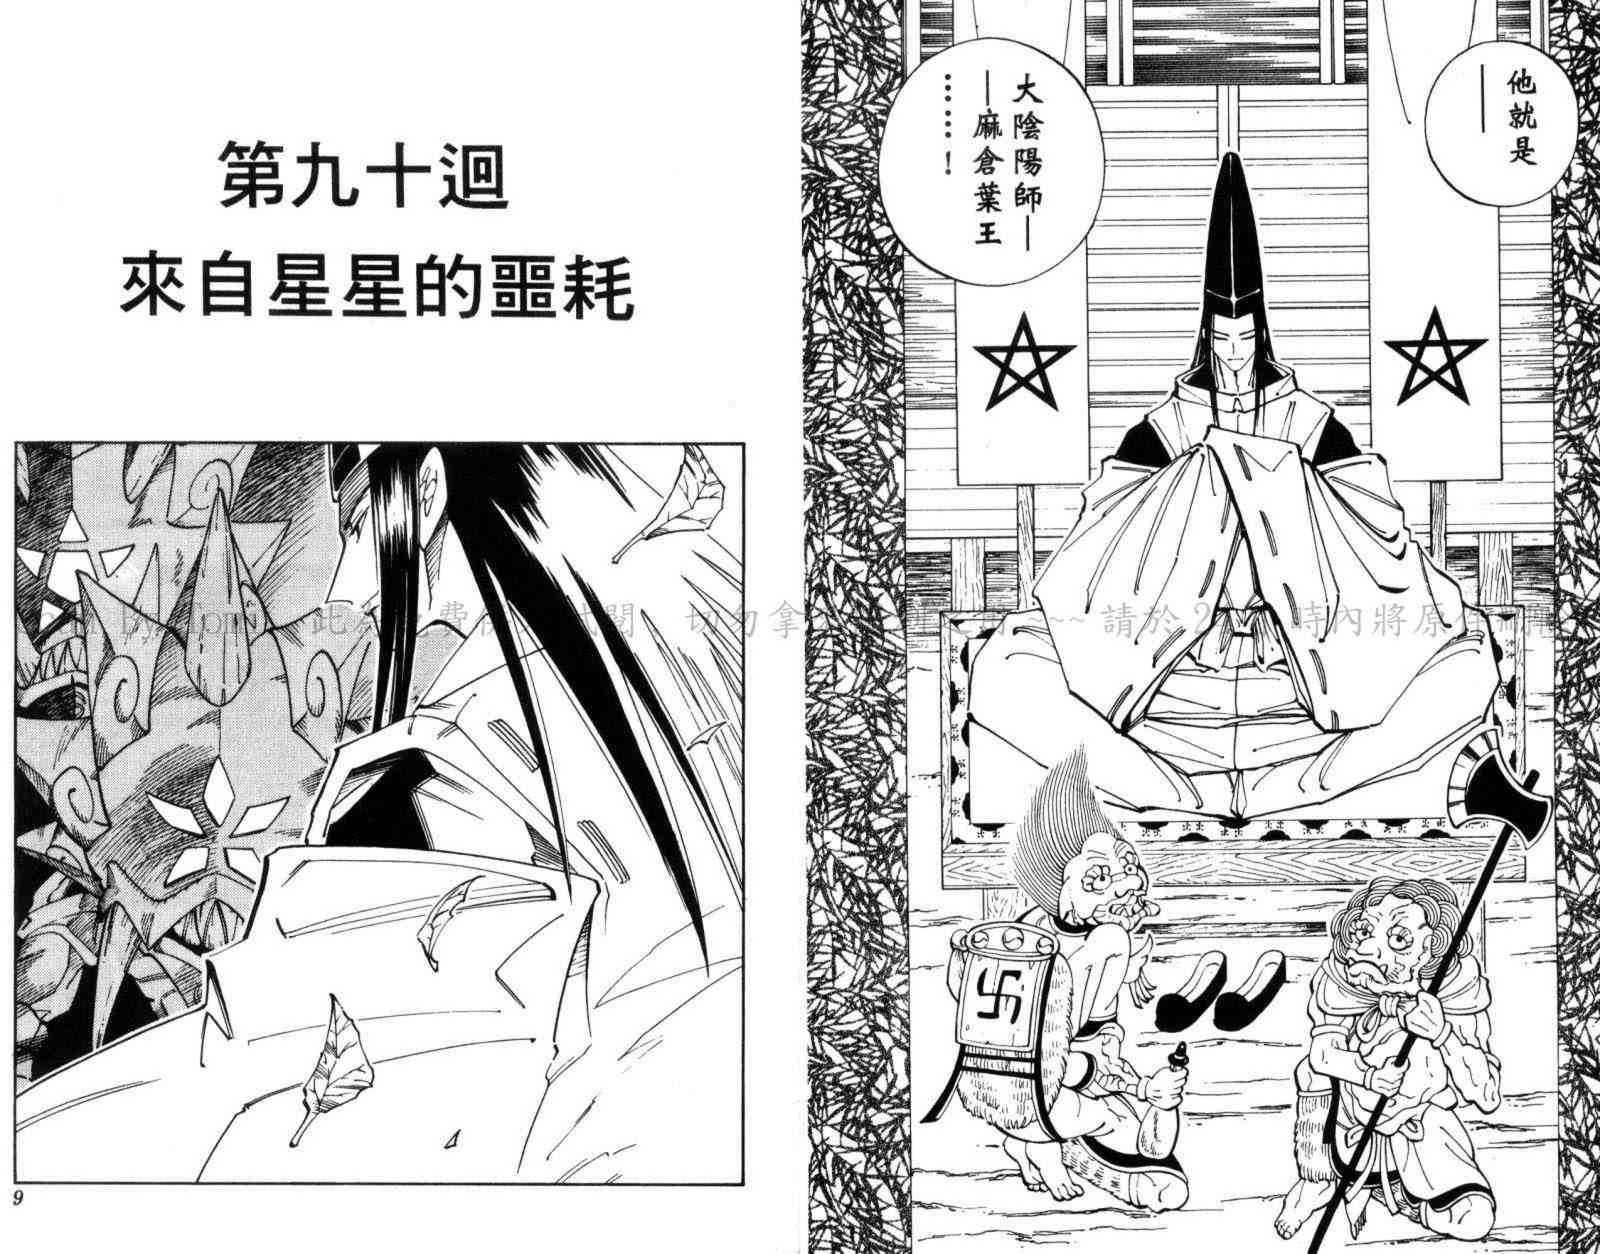 他就是
——
大陰陽師—
—麻倉葉王
……！
第九十迴
來自星星的噩耗
9